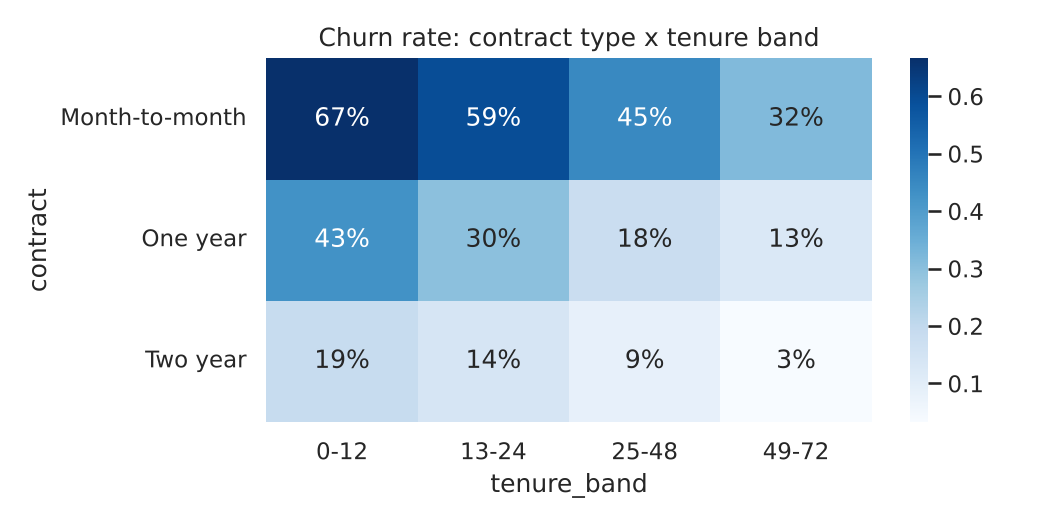 Churn rate: contract type x tenure band
contract
Month-to-month 67% 59% 45% 32%
One year 43% 30% 18% 13%
Two year 19% 14% 9% 3%
0-12 13-24 25-48 49-72
tenure_band
0.6
0.5
0.4
0.3
0.2
0.1